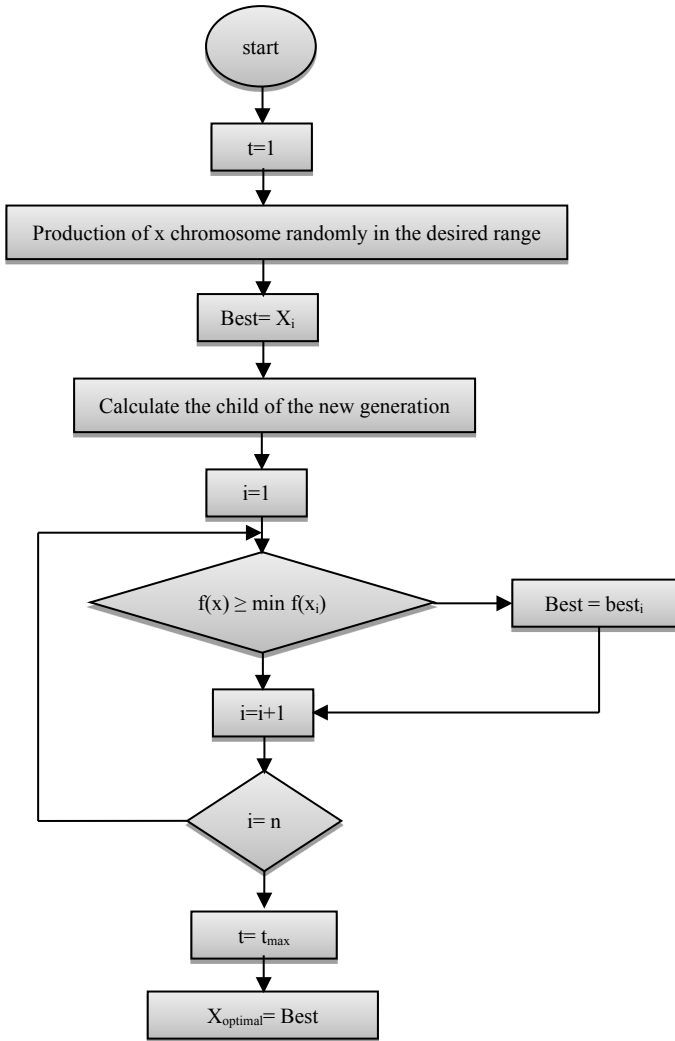 start
t=1
Production of x chromosome randomly in the desired range
Best= Xᵢ
Calculate the child of the new generation
i=1
f(x) ≥ min f(xᵢ)
Best = bestᵢ
i=i+1
i= n
t= tₘₐₓ
Xₒₚₜᵢₘₐₗ= Best